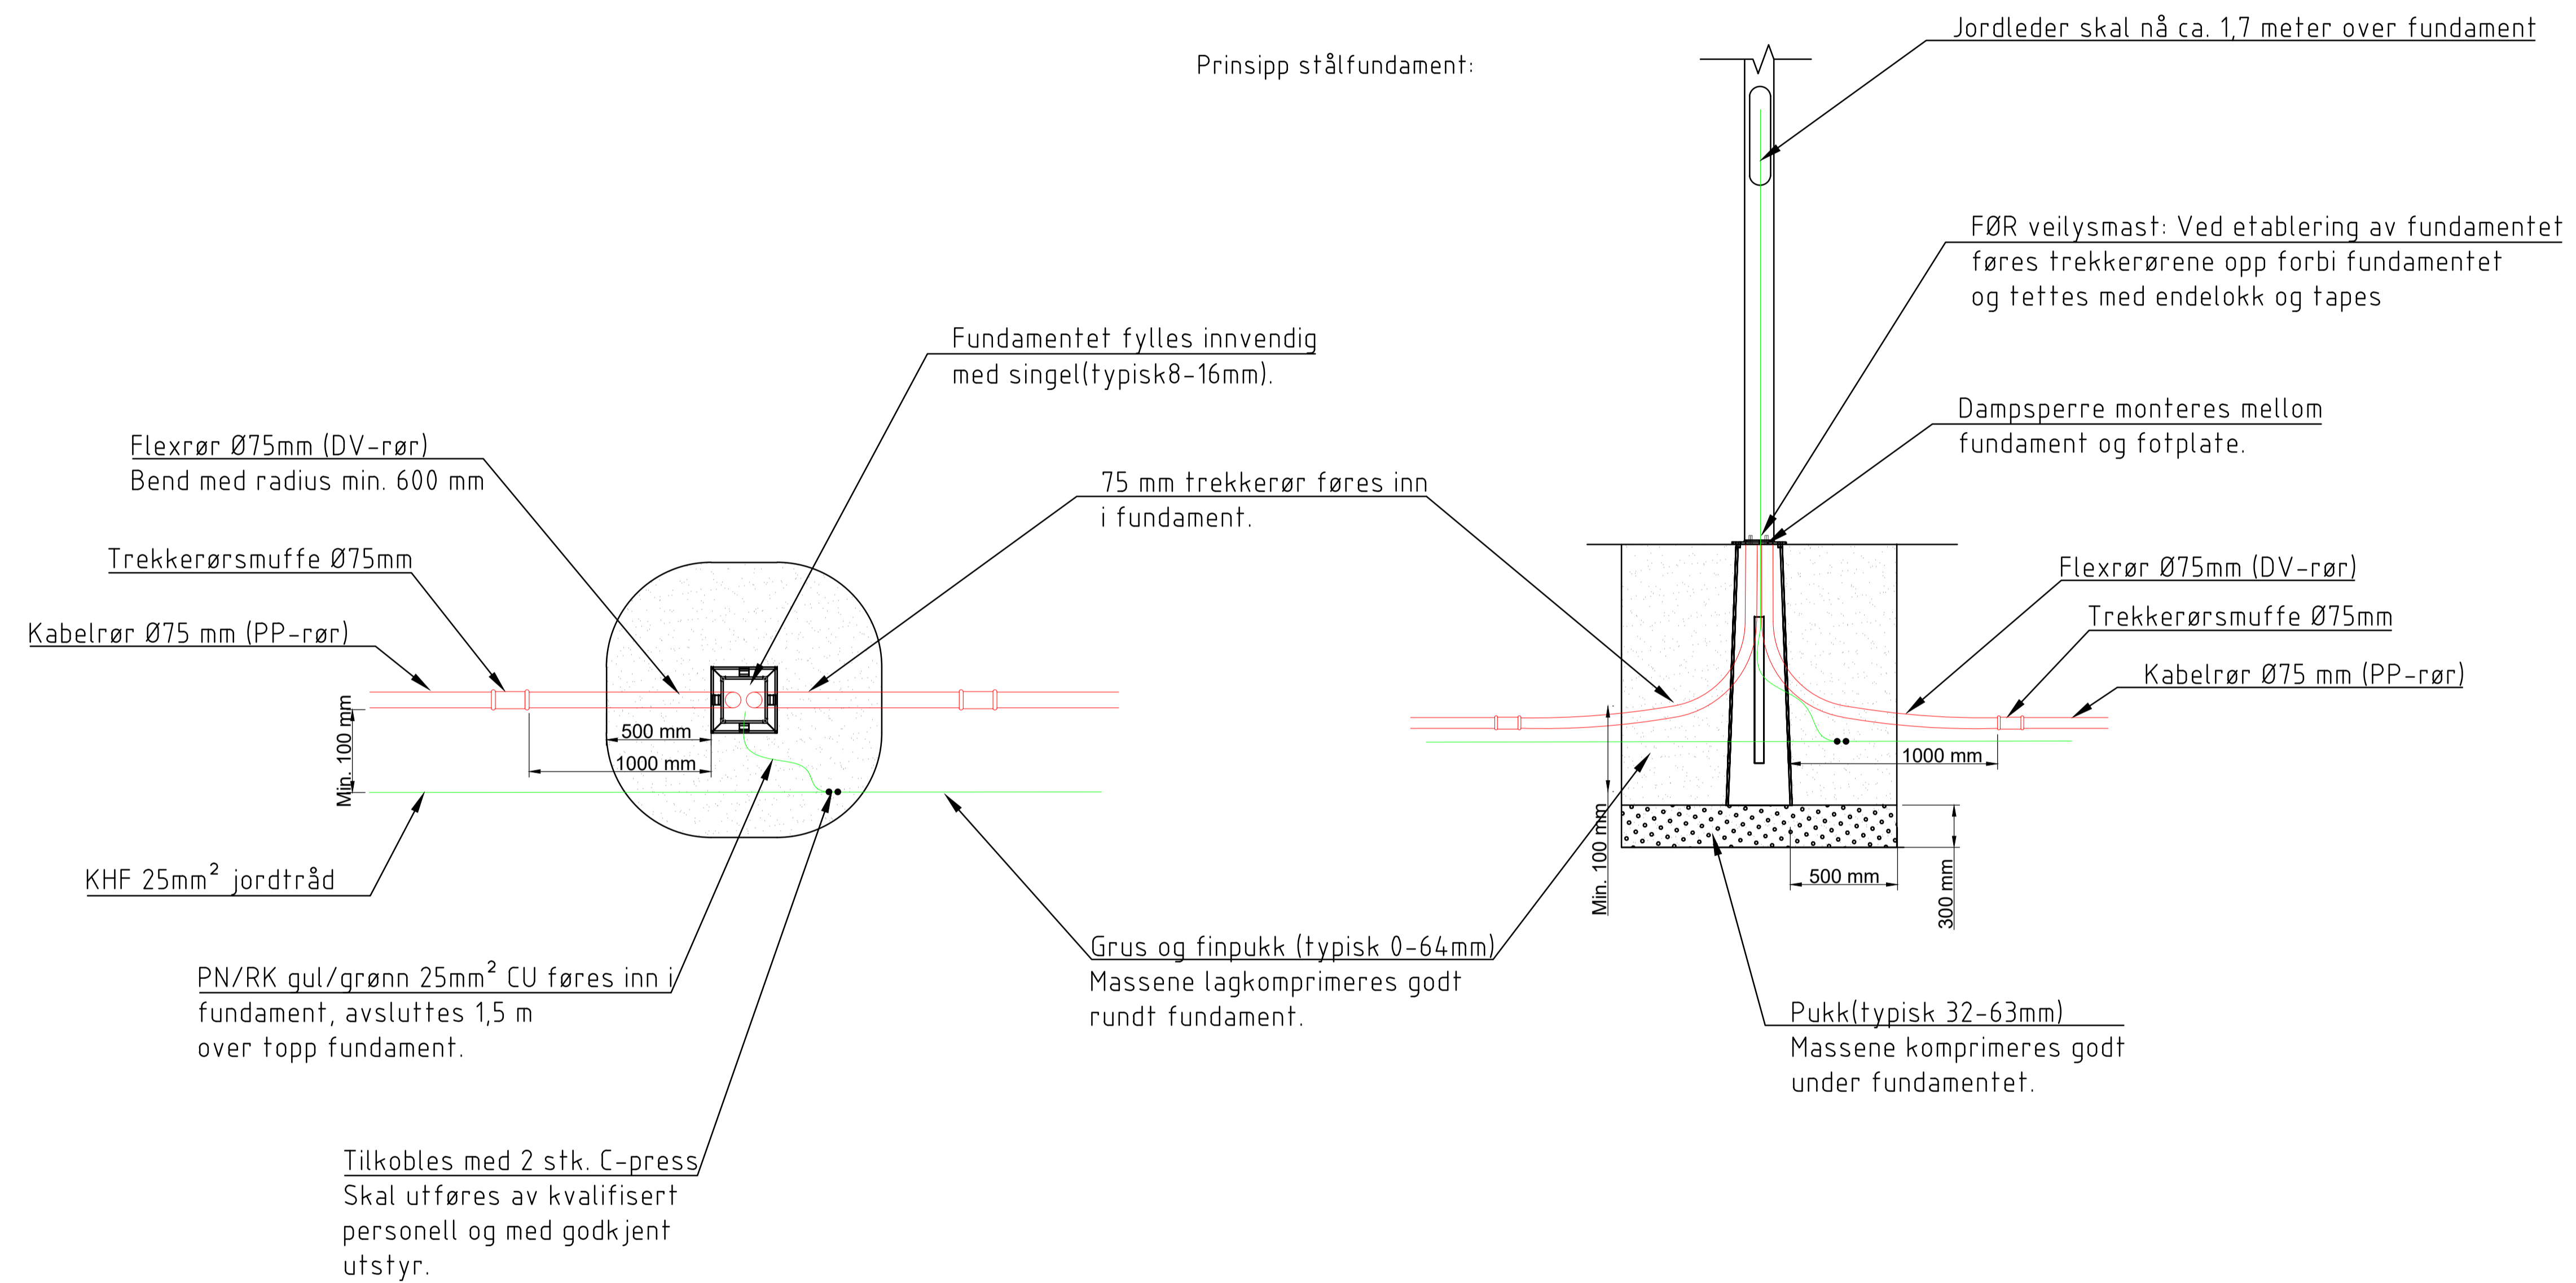 Prinsipp stålfundament:
Fundamentet fylles innvendig
med singel(typisk8-16mm).
Flexrør Ø75mm (DV-rør)
Bend med radius min. 600 mm
75 mm trekkerør føres inn
i fundament.
Trekkerørsmuffe Ø75mm
Kabelrør Ø75 mm (PP-rør)
Min. 100 mm
500 mm
1000 mm
KHF 25mm² jordtråd
PN/RK gul/grønn 25mm² CU føres inn i
fundament, avsluttes 1,5 m
over topp fundament.
Tilkobles med 2 stk. C-press
Skal utføres av kvalifisert
personell og med godkjent
utstyr.
Grus og finpukk (typisk 0-64mm)
Massene lagkomprimeres godt
rundt fundament.
Jordleder skal nå ca. 1,7 meter over fundament
FØR veilysmast: Ved etablering av fundamentet
føres trekkerørene opp forbi fundamentet
og tettes med endelokk og tapes
Dampsperre monteres mellom
fundament og fotplate.
Flexrør Ø75mm (DV-rør)
Trekkerørsmuffe Ø75mm
Kabelrør Ø75 mm (PP-rør)
1000 mm
Min. 100 mm
500 mm
300 mm
Pukk(typisk 32-63mm)
Massene komprimeres godt
under fundamentet.